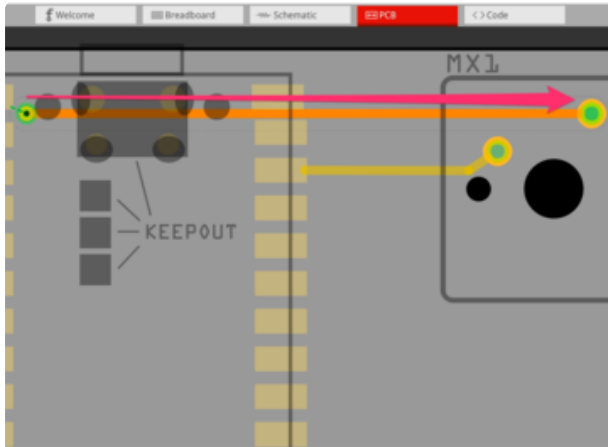 Welcome
Breadboard
Schematic
PCB
<> Code
MX1
KEEPOUT